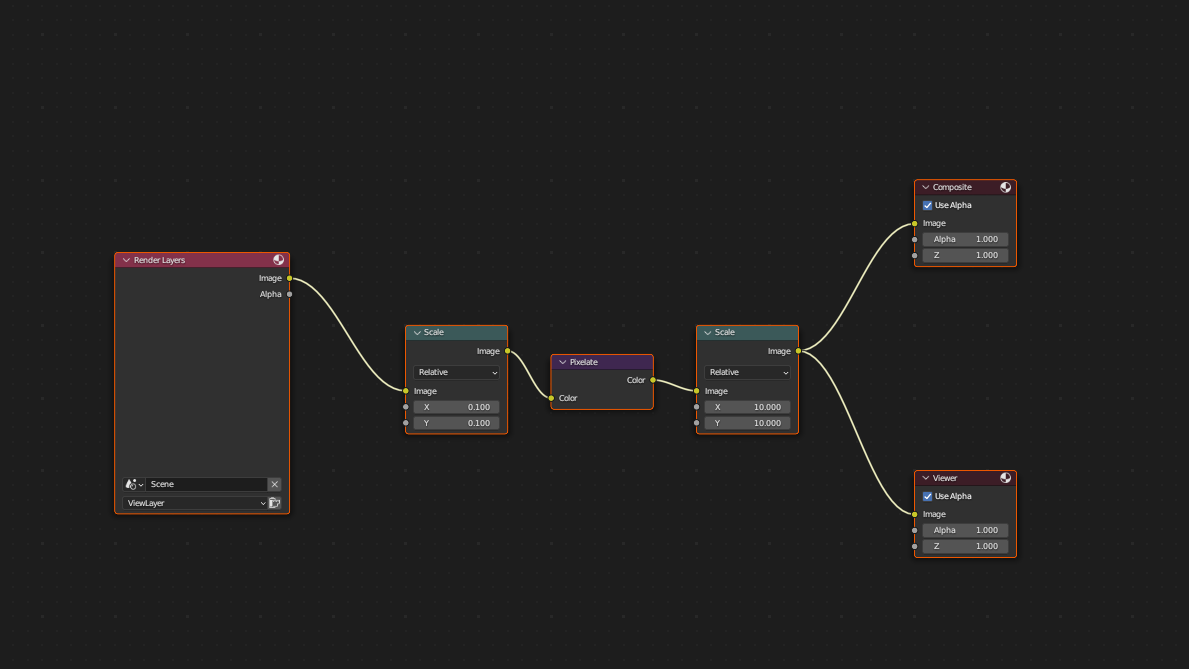 Render Layers
Image
Alpha
Scene
ViewLayer
Scale
Image
Relative
Image
X 0.100
Y 0.100
Pixelate
Color
Color
Scale
Image
Relative
Image
X 10.000
Y 10.000
Composite
Use Alpha
Image
Alpha 1.000
Z 1.000
Viewer
Use Alpha
Image
Alpha 1.000
Z 1.000